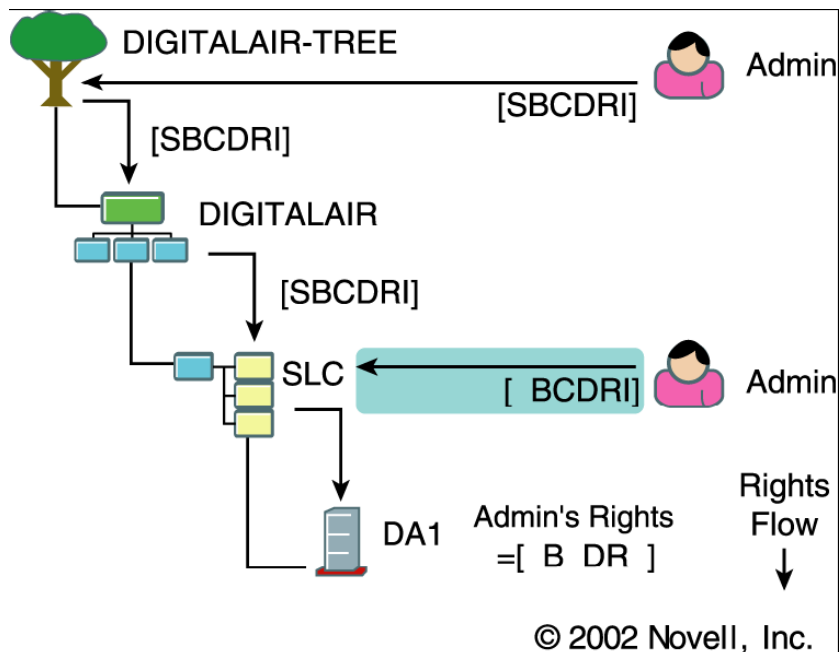 DIGITALAIR-TREE
Admin
[SBCDRI]
[SBCDRI]
DIGITALAIR
[SBCDRI]
SLC
[  BCDRI]
Admin
DA1
Admin's Rights
=[  B  DR  ]
Rights
Flow
© 2002 Novell, Inc.